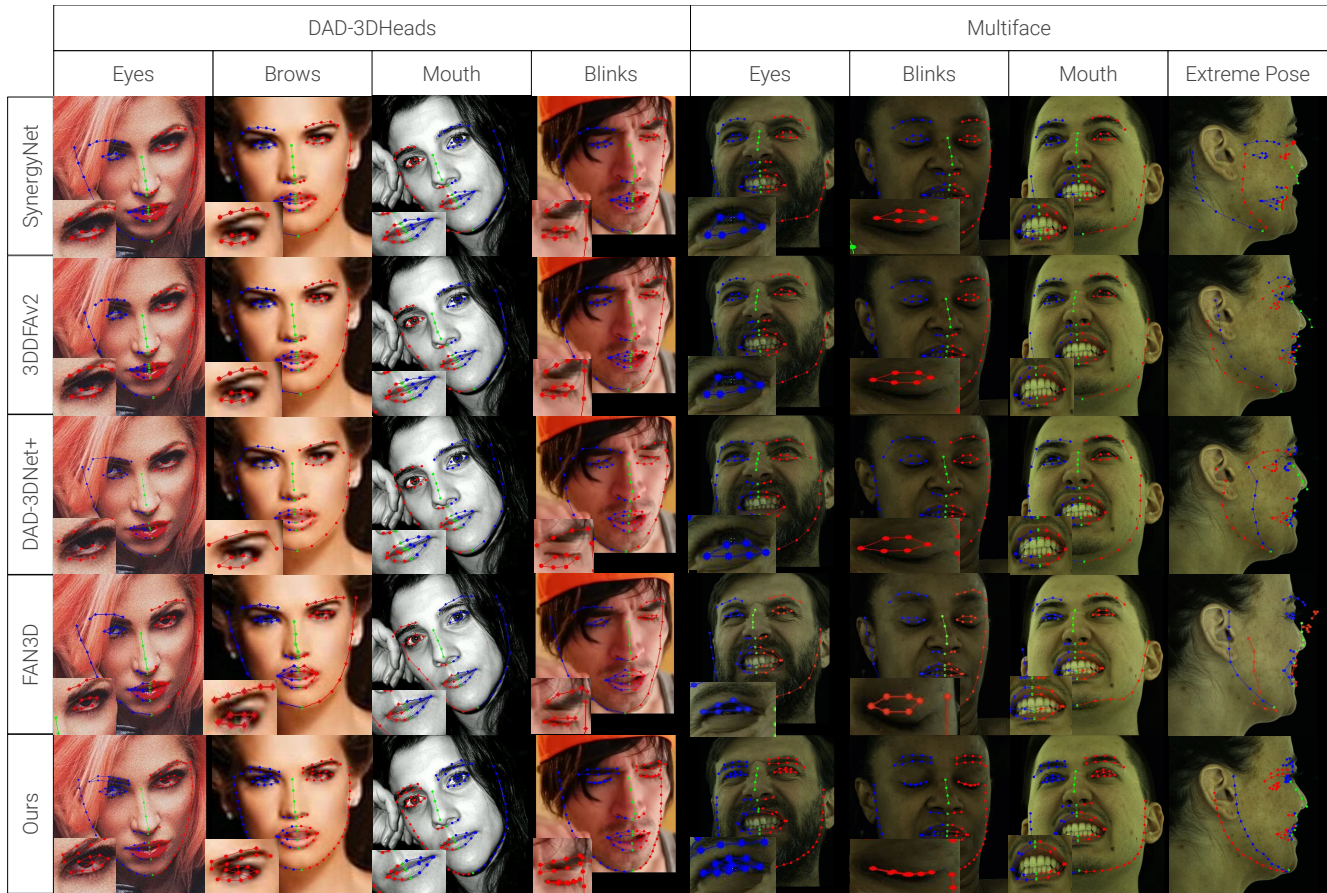 DAD-3DHeads Multiface
Eyes Brows Mouth Blinks Eyes Blinks Mouth Extreme Pose
SynergyNet
3DDFAv2
DAD-3DNet+
FAN3D
Ours